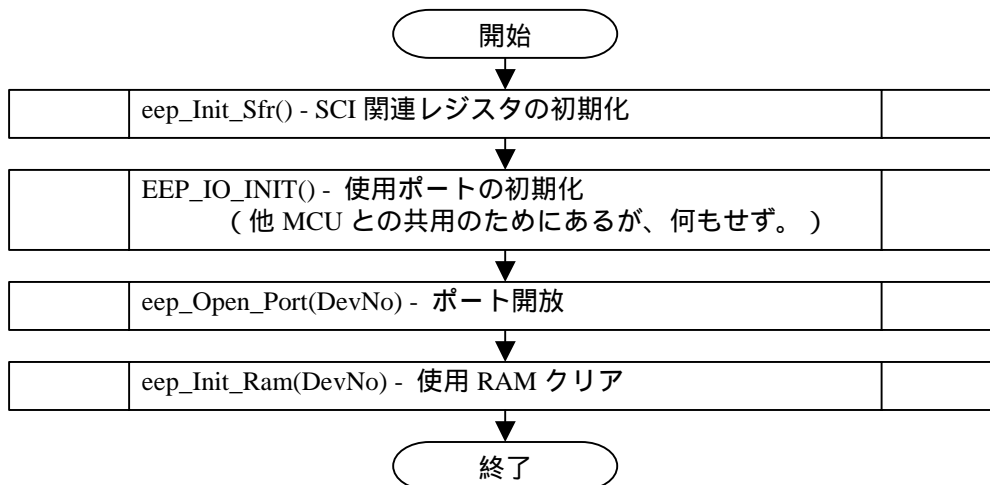 開始
eep_Init_Sfr() - SCI 関連レジスタの初期化
EEP_IO_INIT() - 使用ポートの初期化
( 他 MCU との共用のためにあるが、何もせず。 )
eep_Open_Port(DevNo) - ポート開放
eep_Init_Ram(DevNo) - 使用 RAM クリア
終了